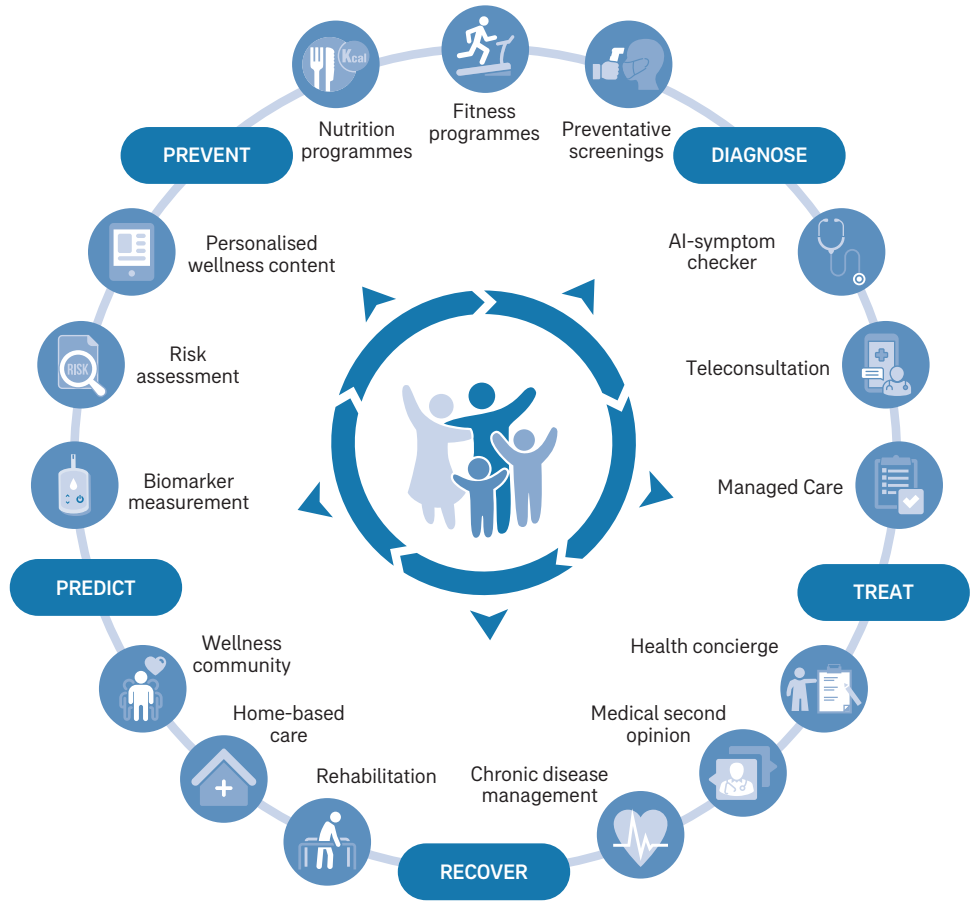 Kcal
Nutrition
programmes
Fitness
programmes
Preventative
screenings
PREVENT
DIAGNOSE
Personalised
wellness content
AI-symptom
checker
RISK
Risk
assessment
Teleconsultation
Biomarker
measurement
Managed Care
PREDICT
TREAT
Wellness
community
Health concierge
Home-based
care
Medical second
opinion
Rehabilitation
Chronic disease
management
RECOVER